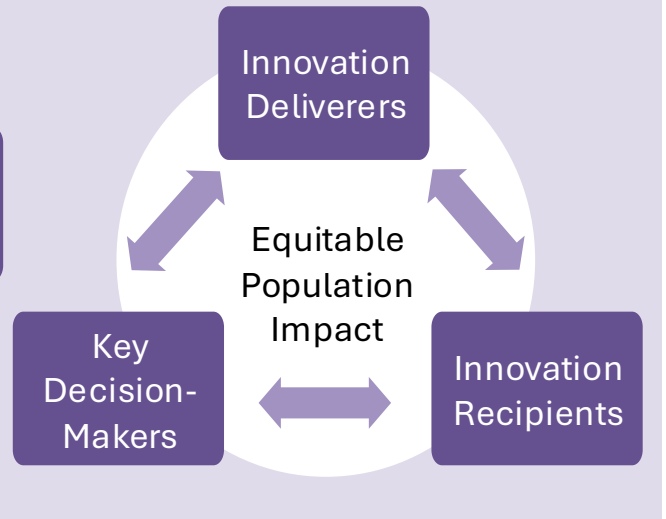 Innovation
Deliverers
Equitable
Population
Impact
Key
Decision-
Makers
Innovation
Recipients